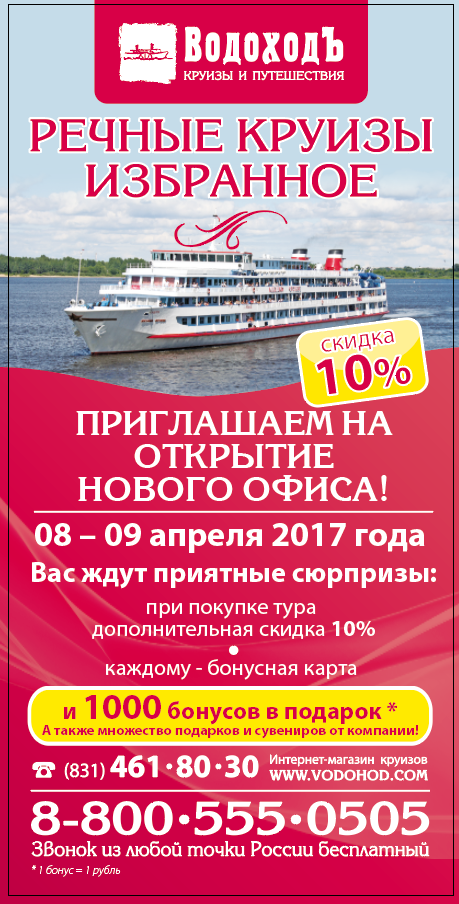 ВОДОХОДЪ
КРУИЗЫ И ПУТЕШЕСТВИЯ
РЕЧНЫЕ КРУИЗЫ
ИЗБРАННОЕ
скидка
10%
ПРИГЛАШАЕМ НА
ОТКРЫТИЕ
НОВОГО ОФИСА!
08 – 09 апреля 2017 года
Вас ждут приятные сюрпризы:
при покупке тура
дополнительная скидка 10%
•
каждому - бонусная карта
и 1000 бонусов в подарок *
А также множество подарков и сувениров от компании!
☎ (831) 461•80•30 Интернет-магазин круизов
WWW.VODOHOD.COM
8-800•555•0505
Звонок из любой точки России бесплатный
* 1 бонус = 1 рубль